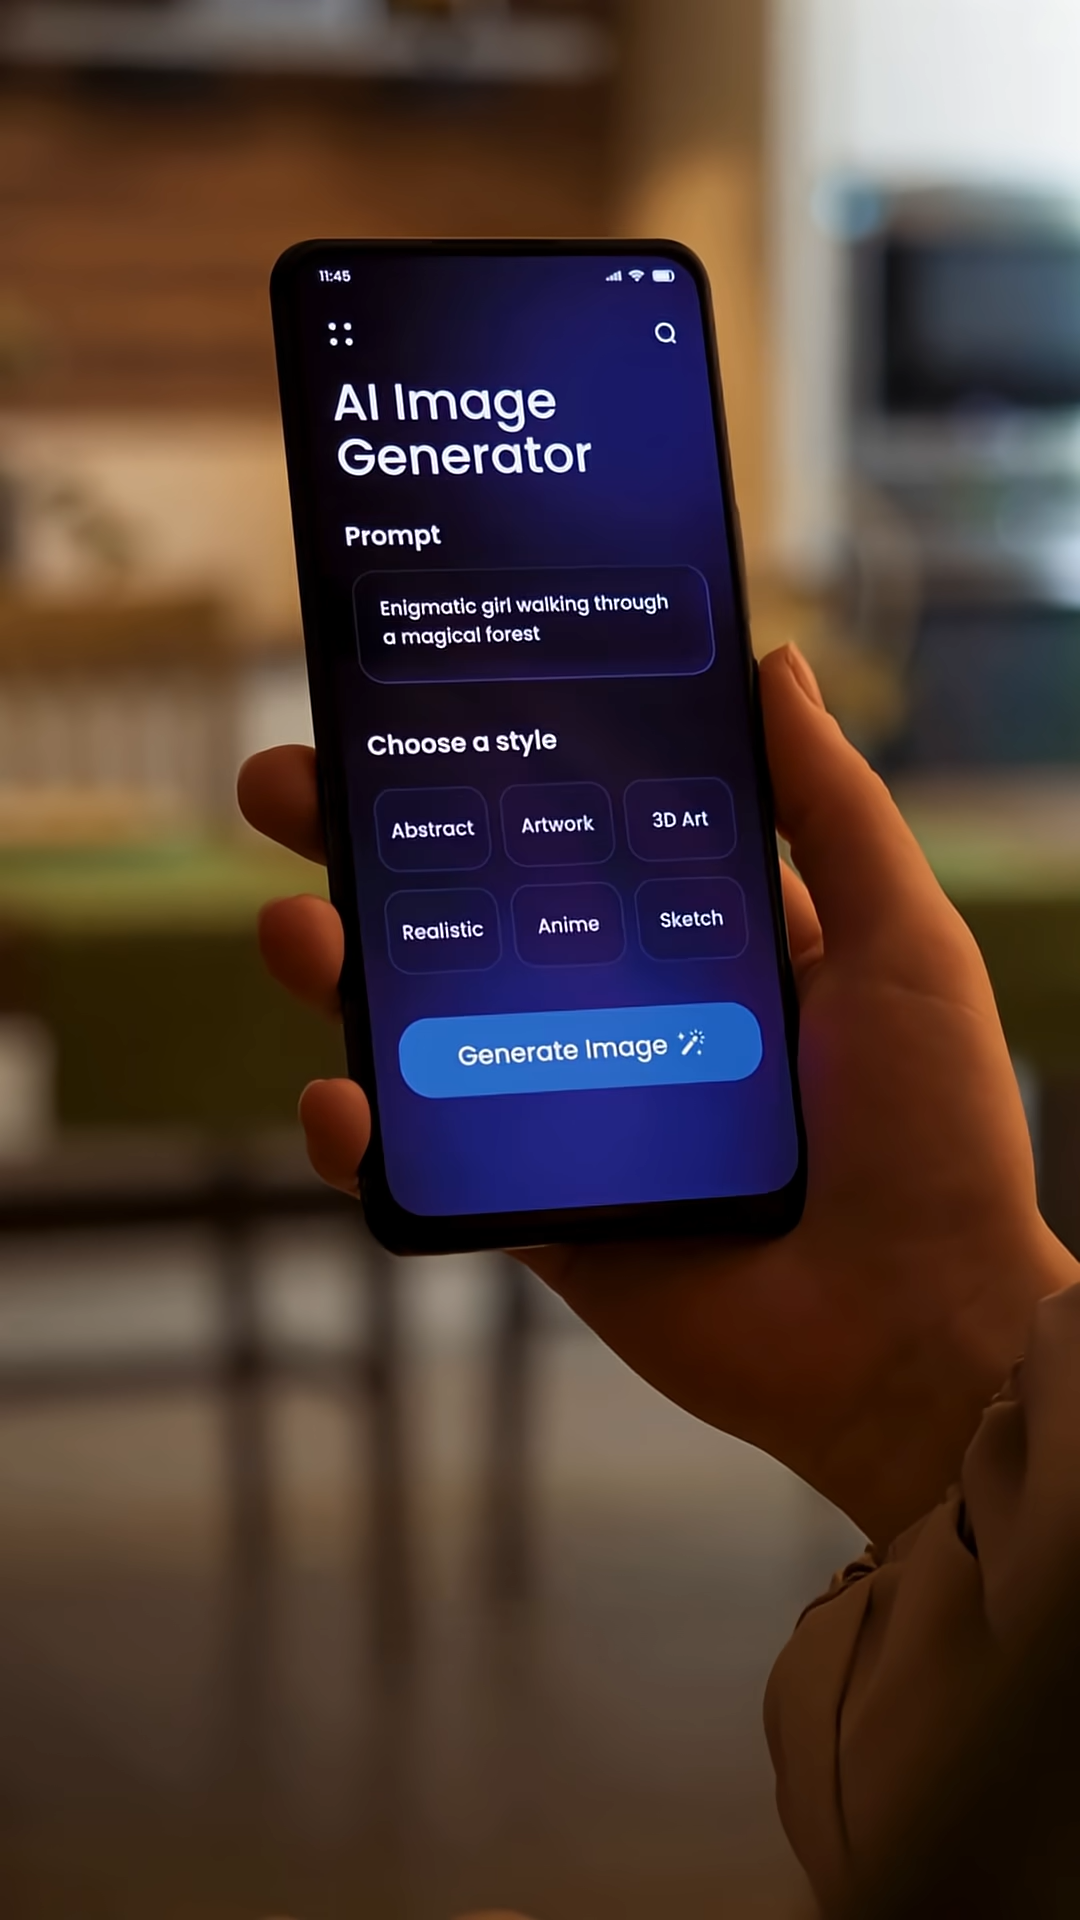 11:45
AI Image
Generator
Prompt
Enigmatic girl walking through
a magical forest
Choose a style
Abstract
Artwork
3D Art
Realistic
Anime
Sketch
Generate Image